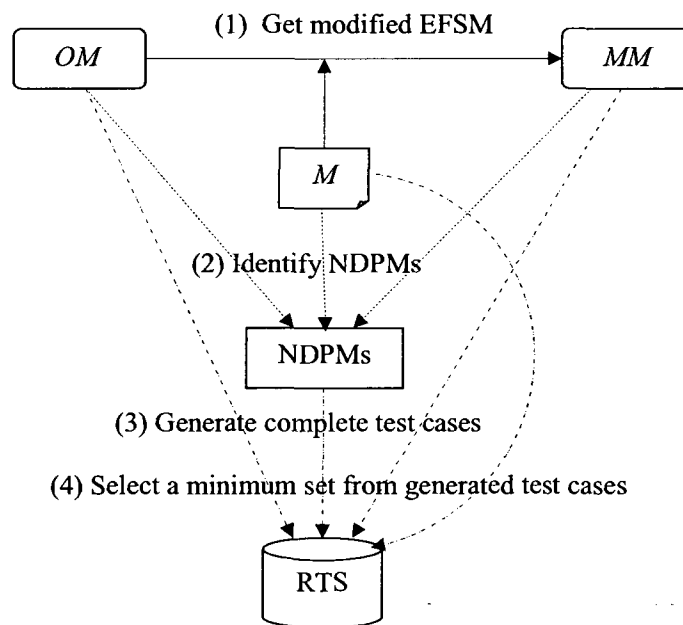 (1) Get modified EFSM
OM
MM
M
(2) Identify NDPMs
NDPMs
(3) Generate complete test cases
(4) Select a minimum set from generated test cases
RTS